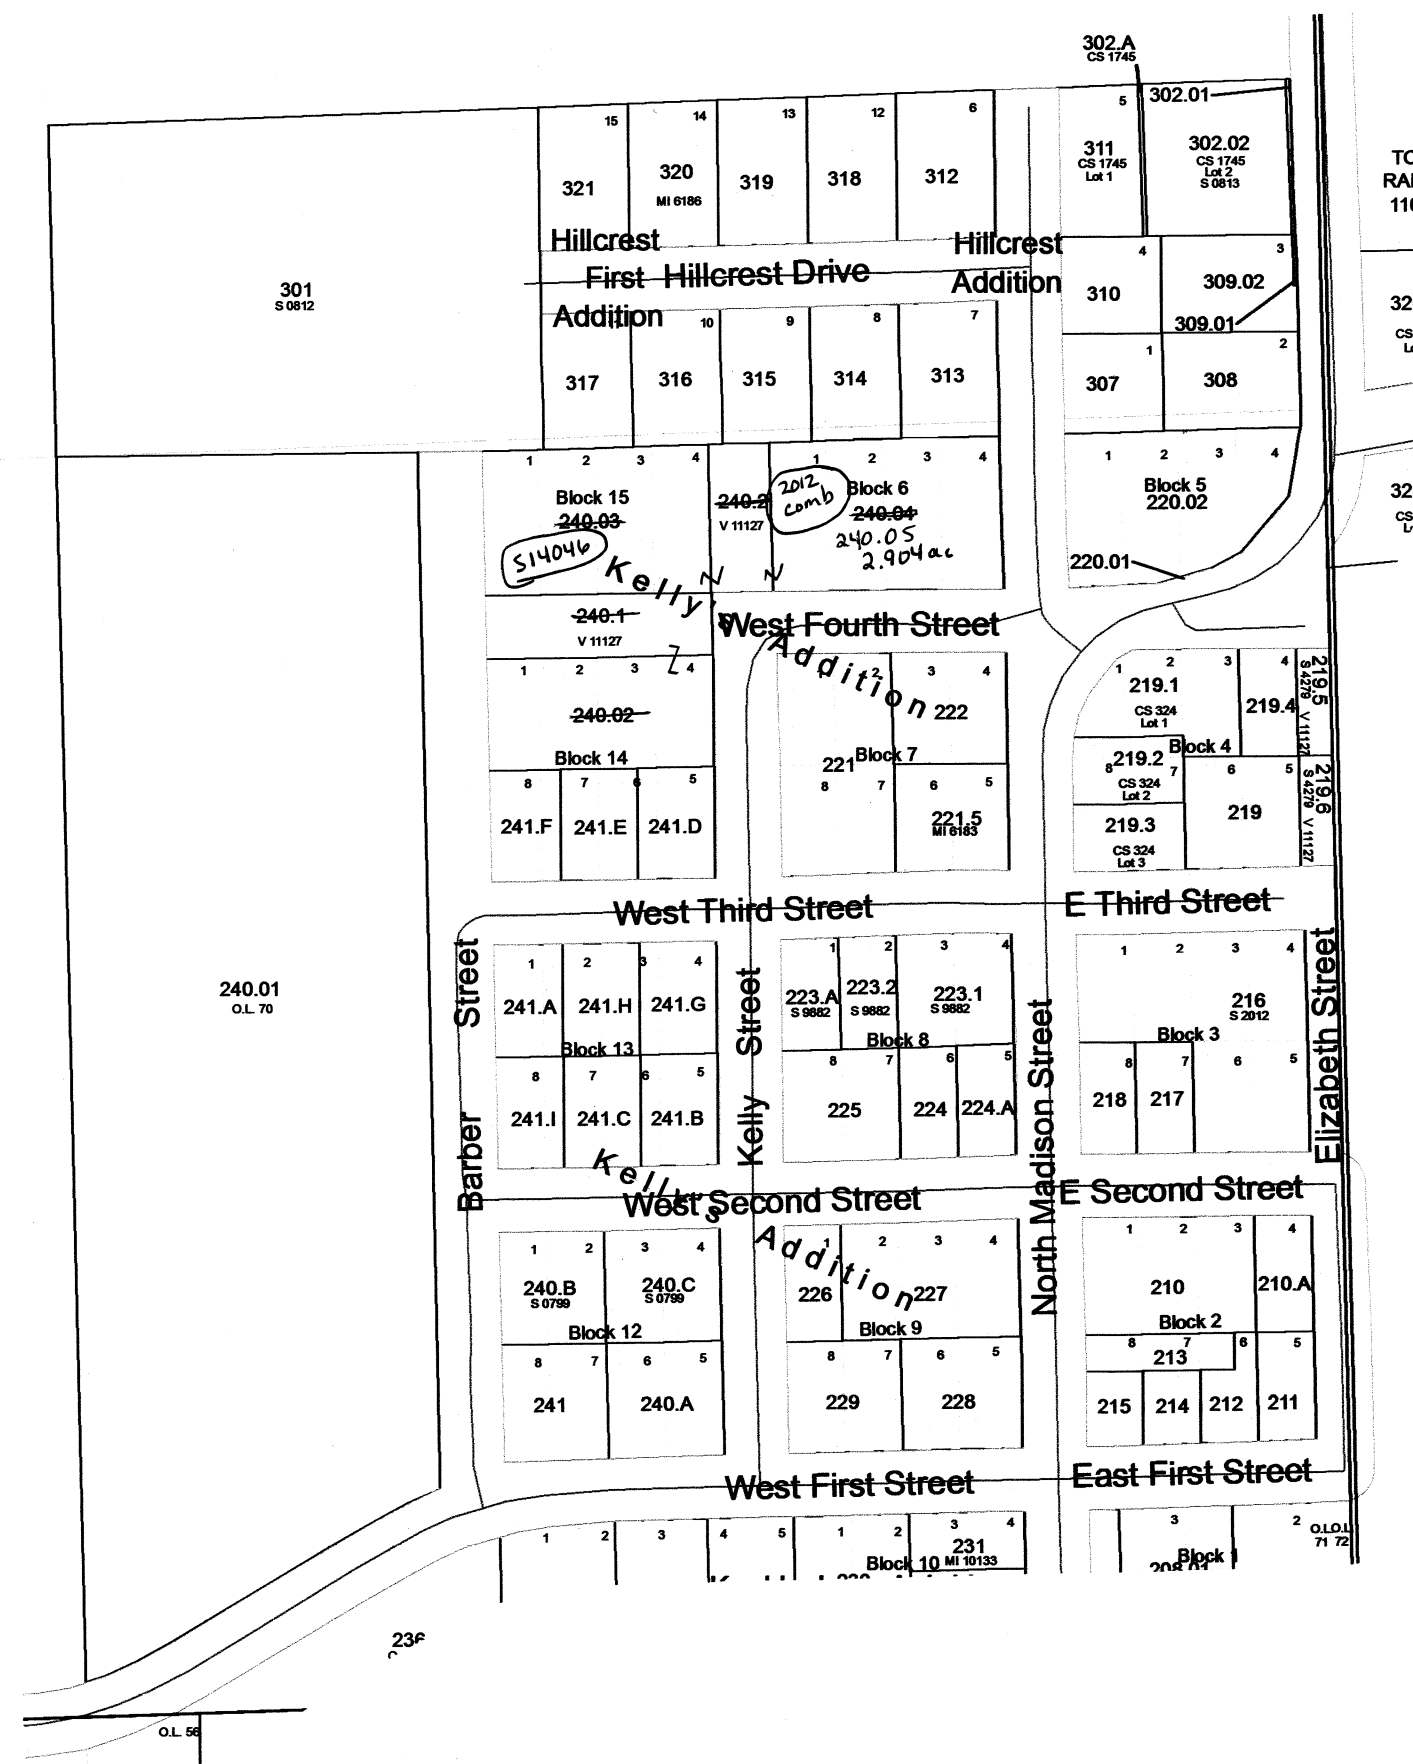 302.A
CS 1745
302.01
15
14
13
12
6
5
311
CS 1745
Lot 1
302.02
CS 1745
Lot 2
S 0813
TO
RAI
110
321
320
MI 6186
319
318
312
Hillcrest
First
Addition
Hillcrest Drive
Hillcrest
Addition
4
3
310
309.02
309.01
301
S 0812
32
CS
10
9
8
7
1
2
317
316
315
314
313
307
308
1
2
3
4
Block 15
240.03
S14046
240.2
V 11127
2012
Comb
1
2
3
4
Block 6
240.04
240.05
2.904 ac
1
2
3
4
Block 5
220.02
220.01
32
CS
Kelly's
Addition
240.1
V 11127
West Fourth Street
1
2
3
4
240.02
Block 14
8
7
6
5
241.F
241.E
241.D
2
3
4
222
221
Block 7
8
7
6
5
221.5
MI 6183
1
2
3
4
219.1
CS 324
Lot 1
219.4
219.5
S 4279 V 11127
Block 4
219.2
8
7
6
5
CS 324
Lot 2
219
219.3
CS 324
Lot 3
219.6
S 4279 V 11127
West Third Street
E Third Street
240.01
O.L. 70
Barber Street
Kelly Street
North Madison Street
Elizabeth Street
1
2
3
4
241.A
241.H
241.G
Block 13
8
7
6
5
241.I
241.C
241.B
1
2
3
4
223.A
S 9882
223.2
S 9882
223.1
S 9882
Block 8
8
7
6
5
225
224
224.A
1
2
3
4
216
S 2012
Block 3
8
7
6
5
218
217
Kelly's
Addition
West Second Street
E Second Street
1
2
3
4
240.B
S 0799
240.C
S 0799
Block 12
8
7
6
5
241
240.A
1
2
3
4
226
227
Block 9
8
7
6
5
229
228
1
2
3
4
210
210.A
Block 2
8
7
6
5
213
215
214
212
211
West First Street
East First Street
1
2
3
4
5
1
2
3
4
231
Block 10
MI 10133
3
2
Block 1
208.01
O.L.
71
O.L.
72
236
O.L. 56